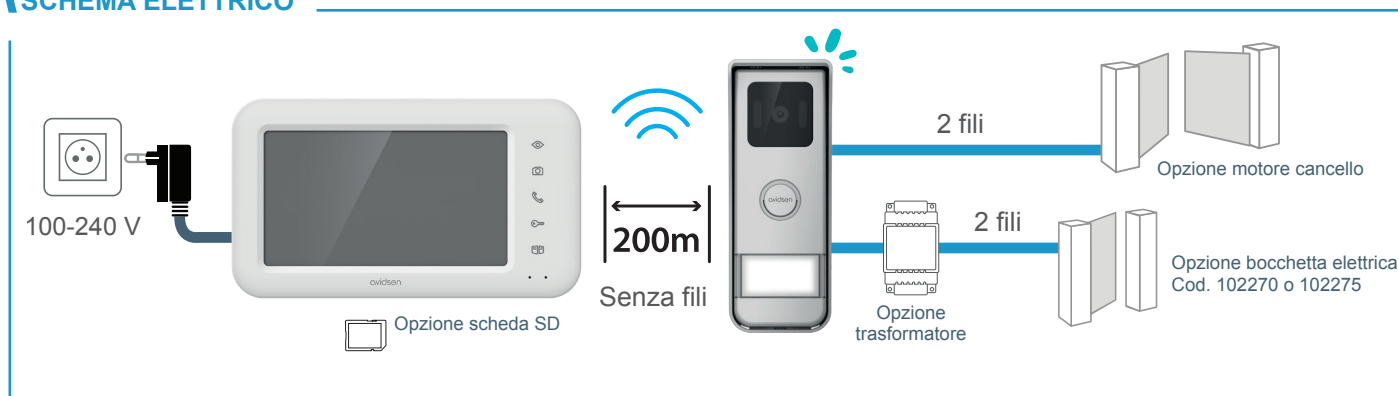 SCHEMA ELETTRICO
100-240 V
avidsen
Opzione scheda SD
200m
Senza fili
avidsen
2 fili
Opzione motore cancello
2 fili
Opzione
trasformatore
Opzione bocchetta elettrica
Cod. 102270 o 102275